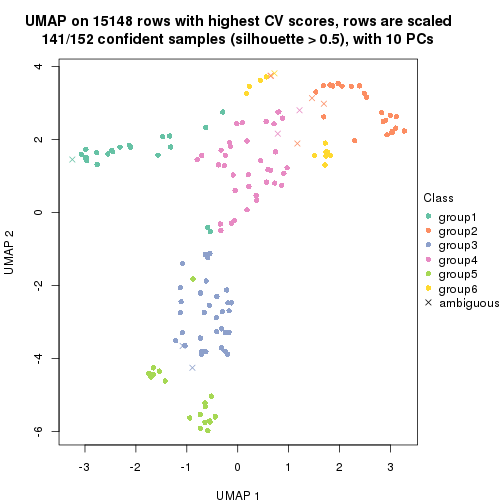 UMAP on 15148 rows with highest CV scores, rows are scaled
141/152 confident samples (silhouette > 0.5), with 10 PCs
4
2
0
-2
-4
-6
UMAP 2
-3
-2
-1
0
1
2
3
UMAP 1
Class
group1
group2
group3
group4
group5
group6
ambiguous